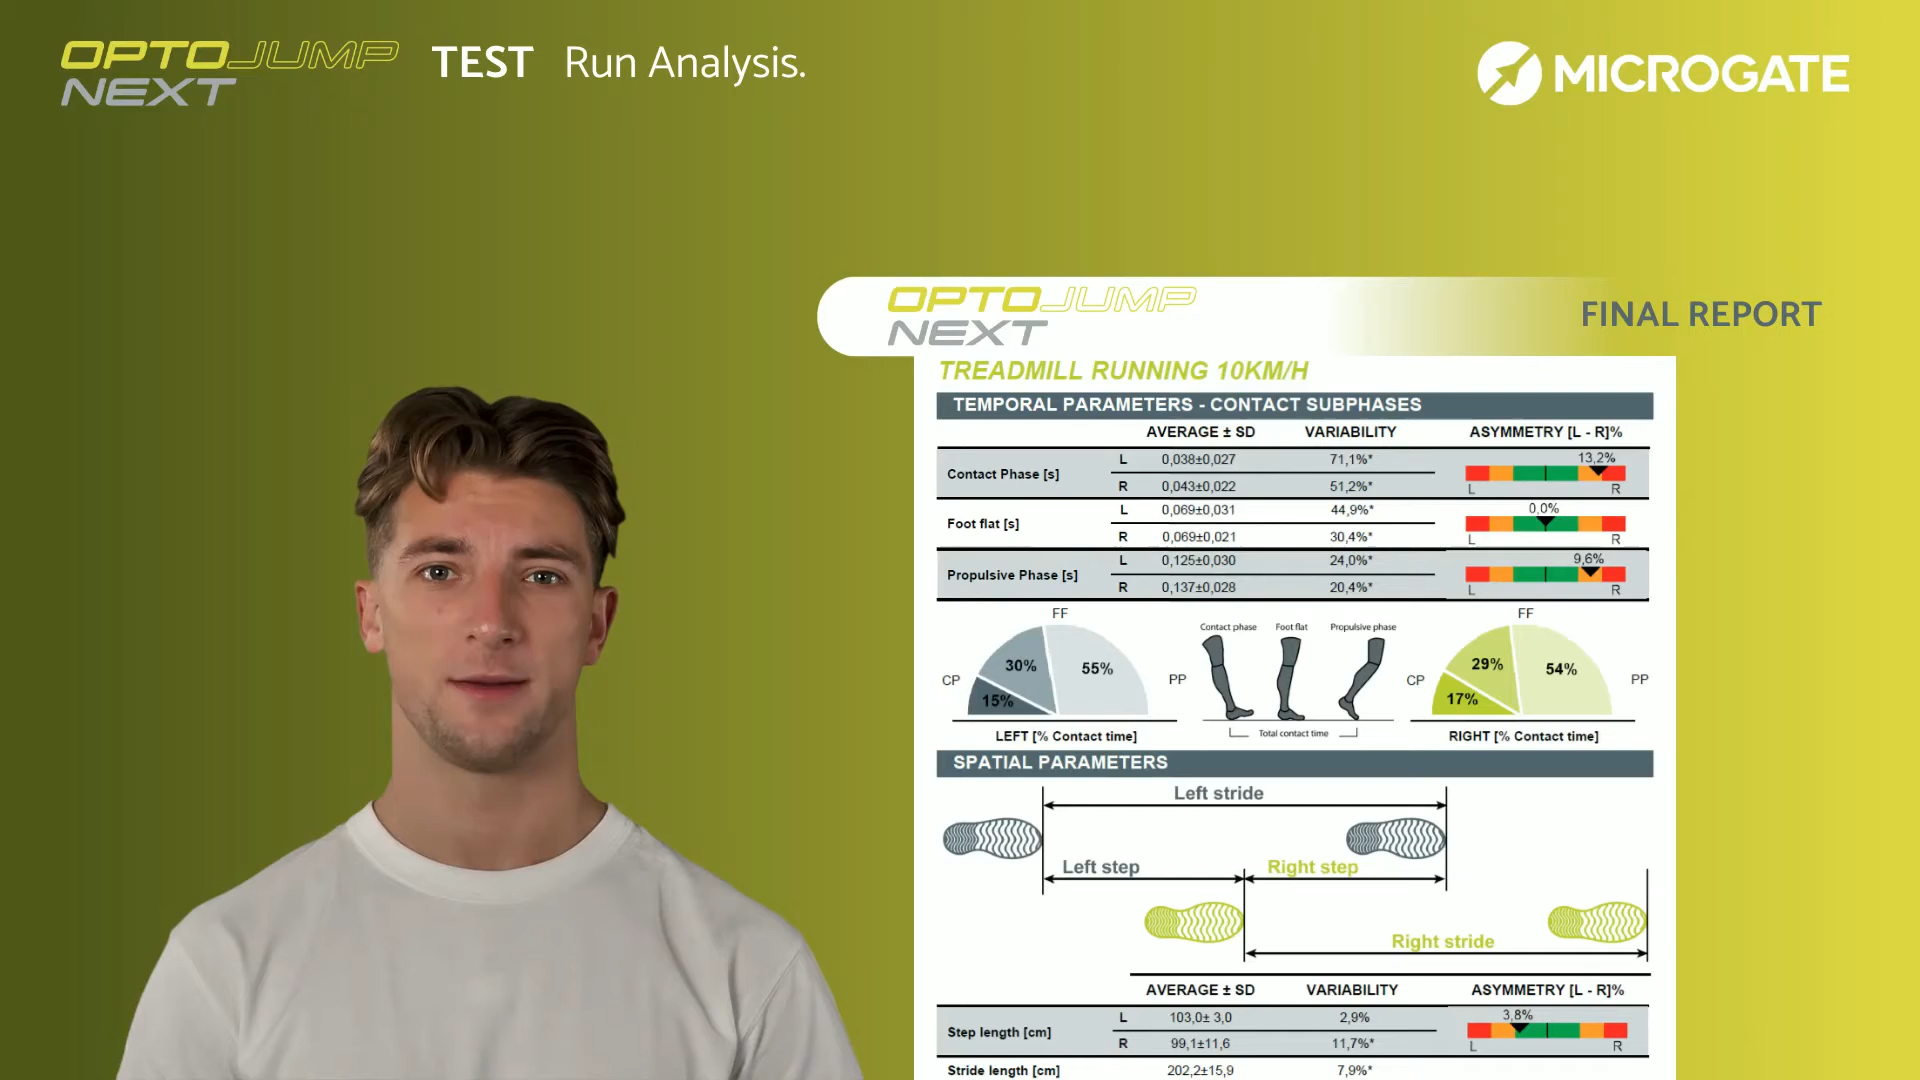 OPTOJUMP
NEXT
TEST Run Analysis.
MICROGATE
OPTOJUMP
NEXT
FINAL REPORT
TREADMILL RUNNING 10KM/H
TEMPORAL PARAMETERS - CONTACT SUBPHASES
AVERAGE ± SD VARIABILITY ASYMMETRY [L - R]%
Contact Phase [s]
L 0,038±0,027 71,1%*
R 0,043±0,022 51,2%*
13,2%
L R
Foot flat [s]
L 0,069±0,031 44,9%*
R 0,069±0,021 30,4%*
0,0%
L R
Propulsive Phase [s]
L 0,125±0,030 24,0%*
R 0,137±0,028 20,4%*
9,6%
L R
FF
CP
PP
15%
30%
55%
LEFT [% Contact time]
Contact phase Foot flat Propulsive phase
Total contact time
FF
CP
PP
17%
29%
54%
RIGHT [% Contact time]
SPATIAL PARAMETERS
Left stride
Left step Right step
Right stride
AVERAGE ± SD VARIABILITY ASYMMETRY [L - R]%
Step length [cm]
L 103,0± 3,0 2,9%
R 99,1±11,6 11,7%*
3,8%
L R
Stride length [cm] 202,2±15,9 7,9%*